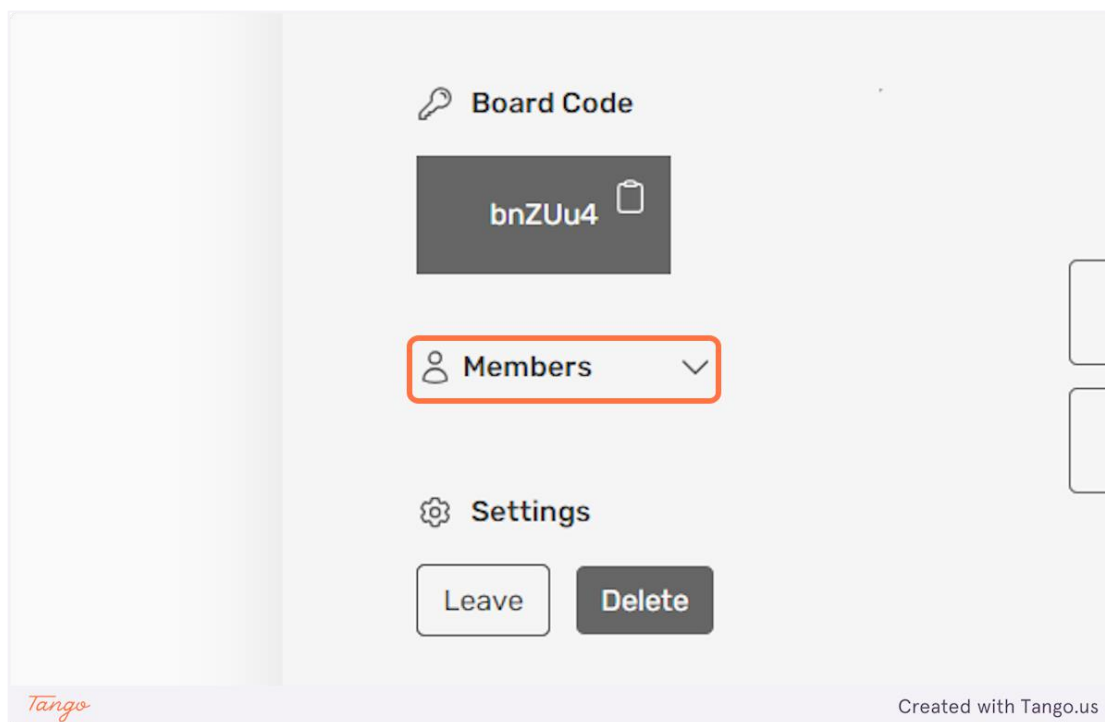 Board Code
bnZUu4
Members
Settings
Leave Delete
Tango Created with Tango.us